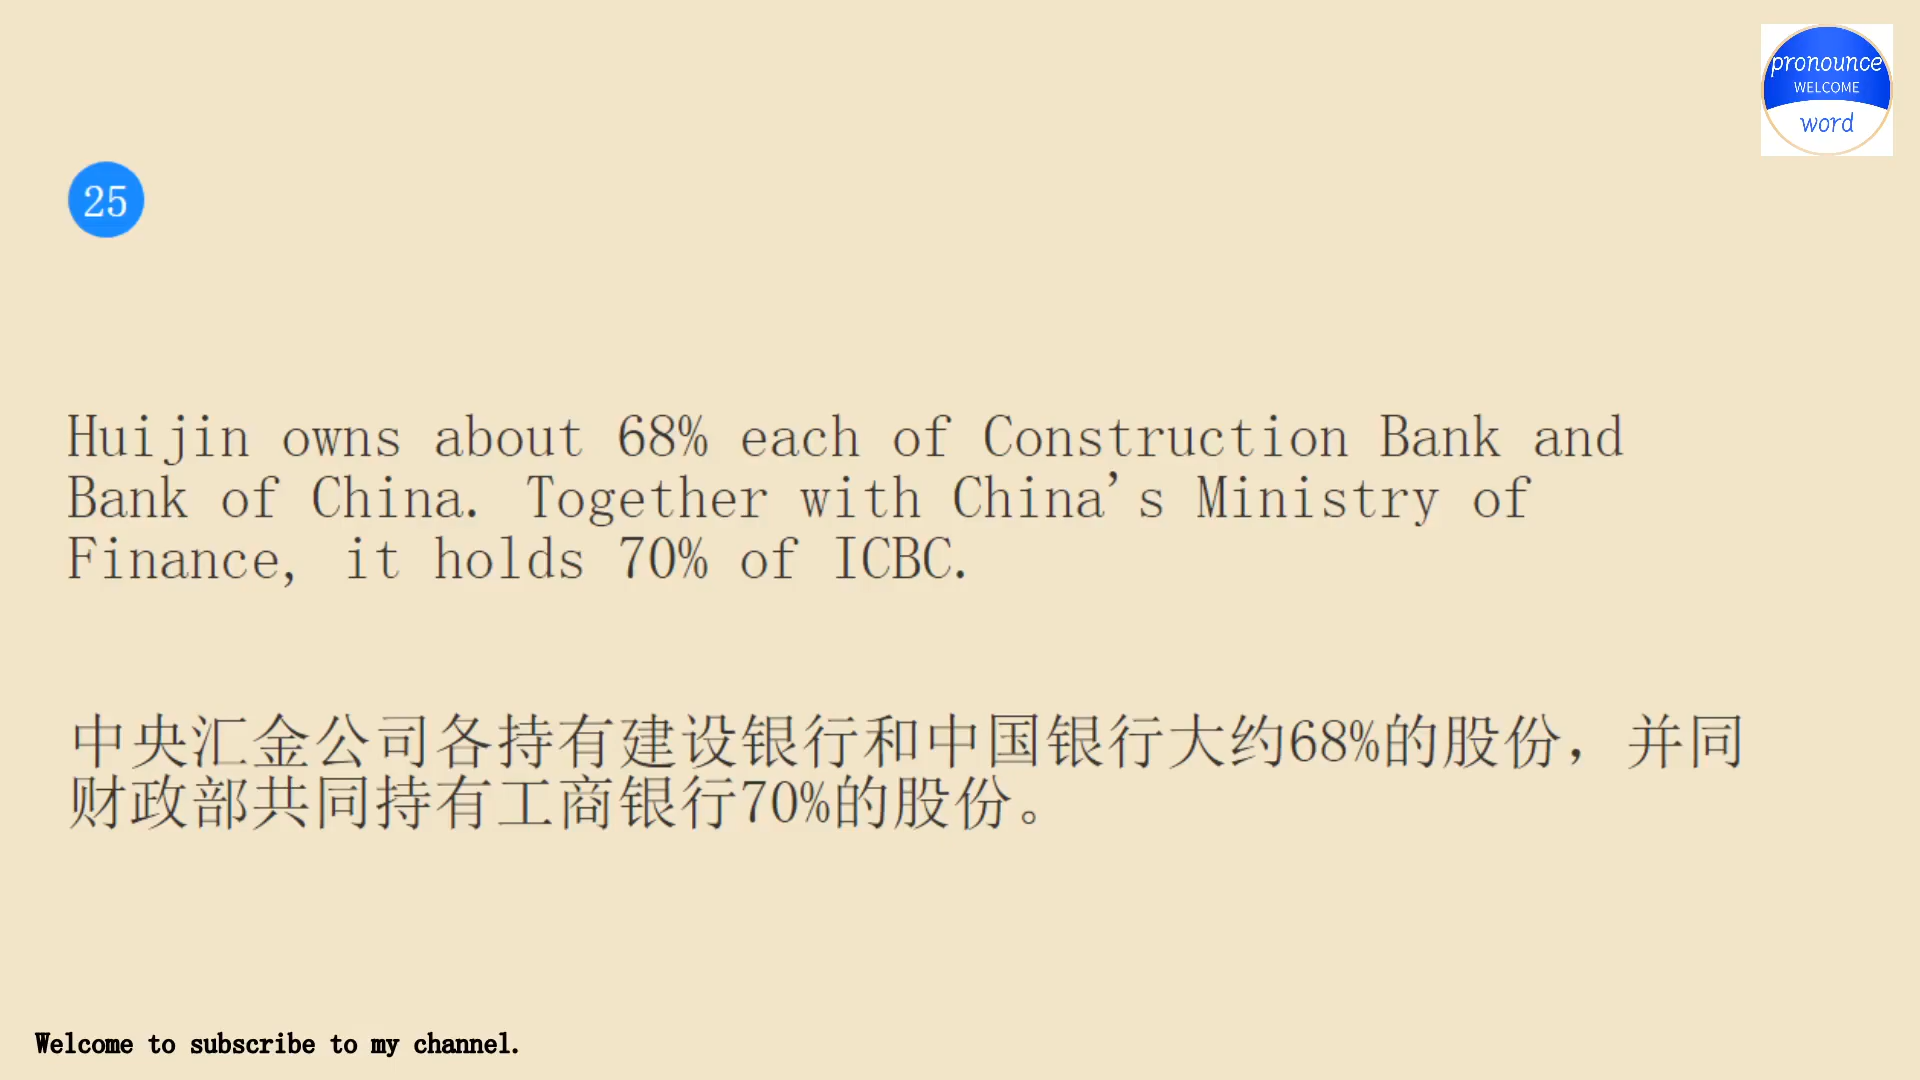 pronounce
WELCOME
word
25
Huijin owns about 68% each of Construction Bank and
Bank of China. Together with China's Ministry of
Finance, it holds 70% of ICBC.
中央汇金公司各持有建设银行和中国银行大约68%的股份，并同
财政部共同持有工商银行70%的股份。
Welcome to subscribe to my channel.